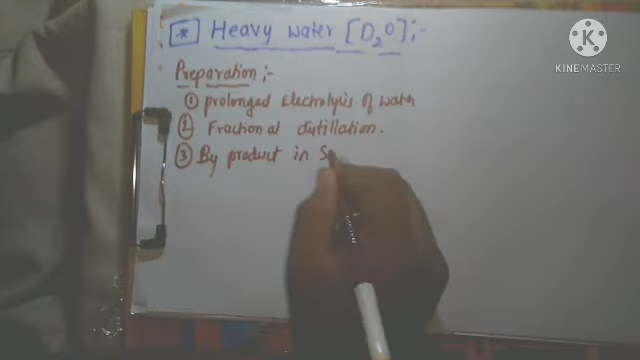 * Heavy water [D₂O];-
Preparation;-
① prolonged Electrolysis of water
② Fractional distillation.
③ By product in S
K
KINEMASTER